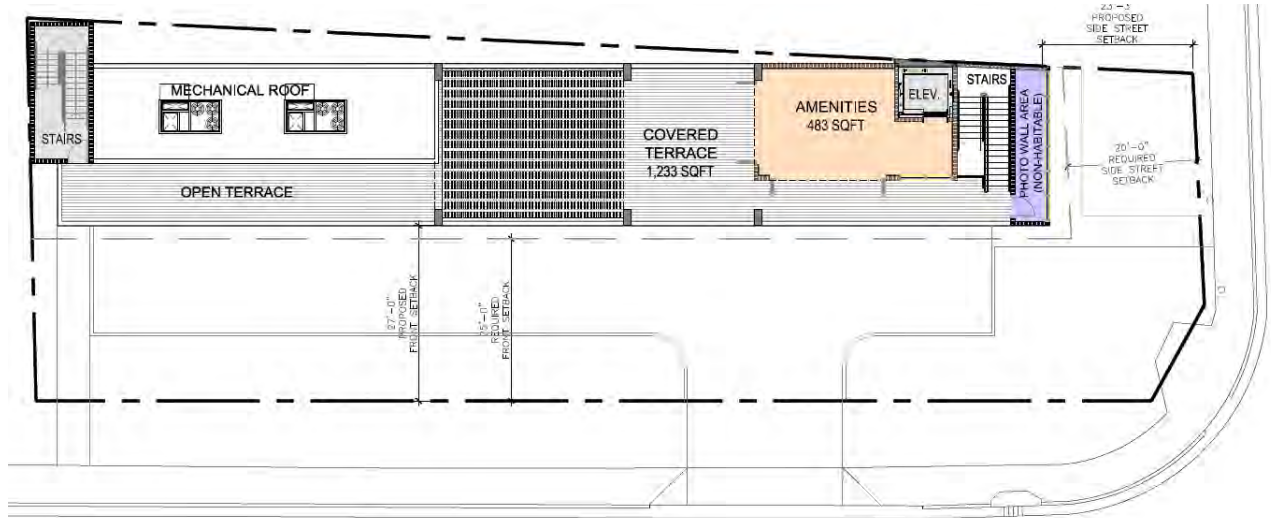 PROPOSED
SIDE STREET
SETBACK
MECHANICAL ROOF
STAIRS
OPEN TERRACE
COVERED
TERRACE
1,233 SQFT
AMENITIES
483 SQFT
ELEV.
STAIRS
PHOTO WALL AREA
(NON-HABITABLE)
20'-0"
REQUIRED
SIDE STREET
SETBACK
27'-0"
PROPOSED
FRONT SETBACK
25'-0"
REQUIRED
FRONT SETBACK